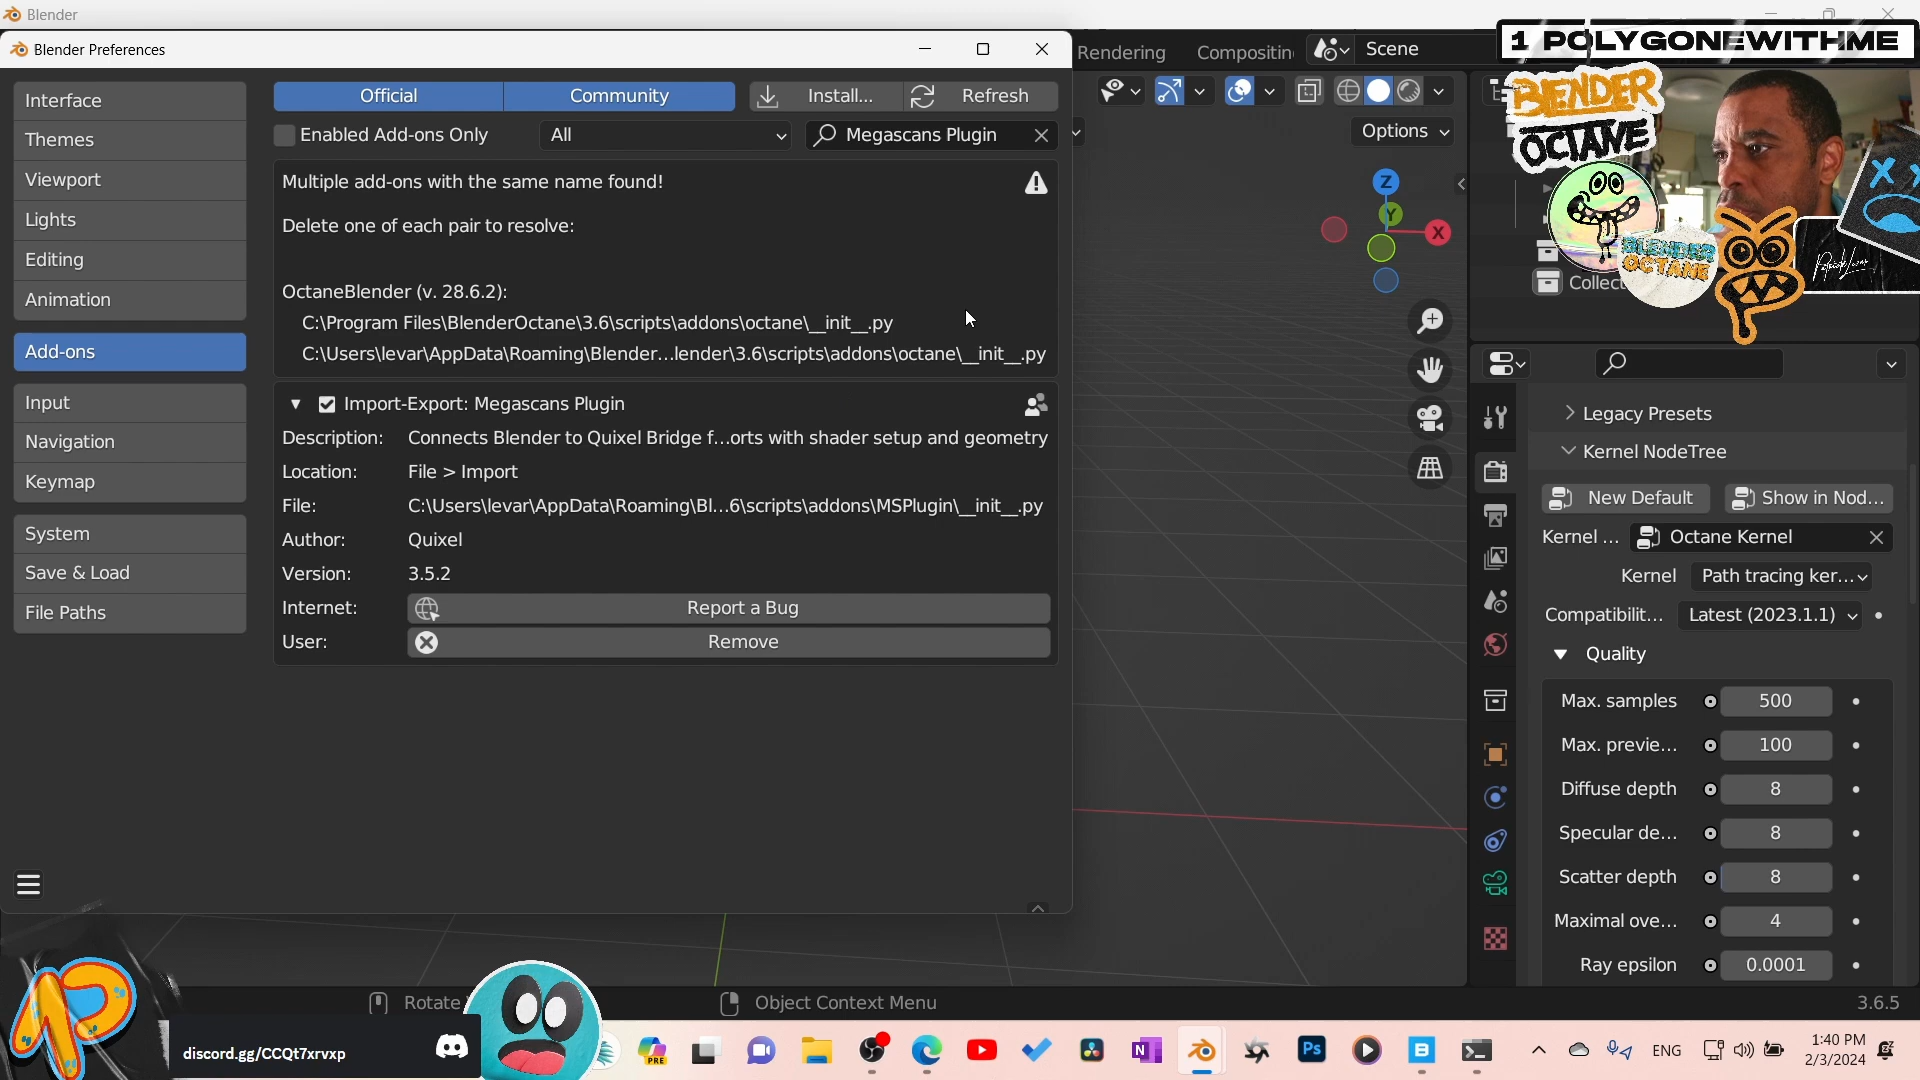 Blender
Blender Preferences
Rendering
Compositin
Scene
1 POLYGONEWITHME
BLENDER
OCTANE
BLENDER
OCTANE
Interface
Themes
Viewport
Lights
Editing
Animation
Add-ons
Input
Navigation
Keymap
System
Save & Load
File Paths
Official
Community
Install...
Refresh
Enabled Add-ons Only
All
Megascans Plugin
Multiple add-ons with the same name found!
Delete one of each pair to resolve:
OctaneBlender (v. 28.6.2):
C:\Program Files\BlenderOctane\3.6\scripts\addons\octane\__init__.py
C:\Users\levar\AppData\Roaming\Blender...lender\3.6\scripts\addons\octane\__init__.py
Import-Export: Megascans Plugin
Description: Connects Blender to Quixel Bridge f...orts with shader setup and geometry
Location: File > Import
File: C:\Users\levar\AppData\Roaming\Bl...6\scripts\addons\MSPlugin\__init__.py
Author: Quixel
Version: 3.5.2
Internet: Report a Bug
User: Remove
Options
Z
Y
X
Collect
Legacy Presets
Kernel NodeTree
New Default
Show in Nod...
Kernel ... Octane Kernel
Kernel Path tracing ker...
Compatibilit... Latest (2023.1.1)
Quality
Max. samples 500
Max. previe... 100
Diffuse depth 8
Specular de... 8
Scatter depth 8
Maximal ove... 4
Ray epsilon 0.0001
Rotate
Object Context Menu
3.6.5
discord.gg/CCQt7xrvxp
PRE
N
Ps
B
ENG
1:40 PM
2/3/2024